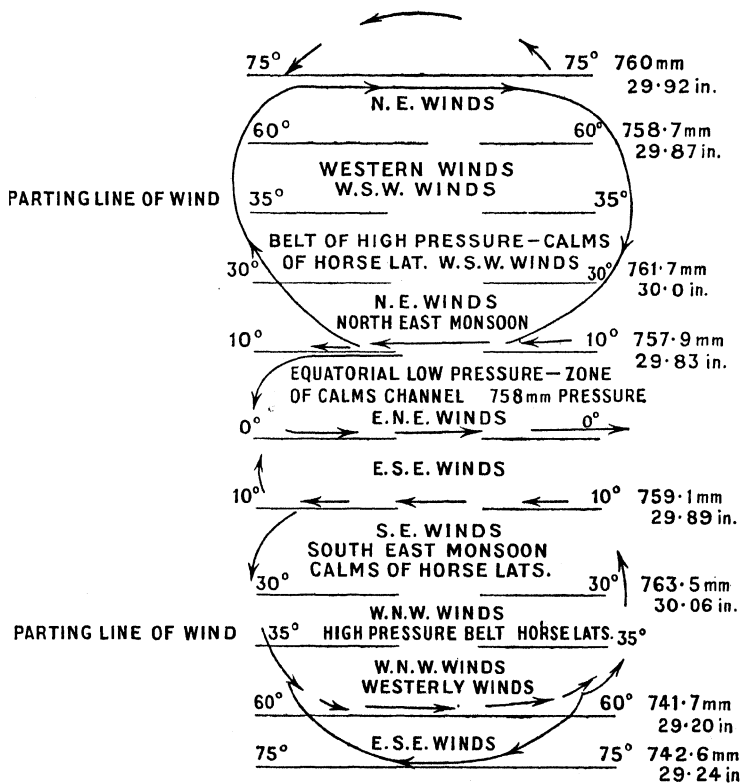 75° 75° 760mm
29·92 in.
N.E. WINDS
60° 60° 758·7mm
29·87 in.
WESTERN WINDS
W.S.W. WINDS
PARTING LINE OF WIND 35° 35°
BELT OF HIGH PRESSURE—CALMS
OF HORSE LAT. W.S.W. WINDS
30° 30° 761·7mm
30·0 in.
N.E. WINDS
NORTH EAST MONSOON
10° 10° 757·9mm
29·83 in.
EQUATORIAL LOW PRESSURE—ZONE
OF CALMS CHANNEL 758mm PRESSURE
E.N.E. WINDS
0° 0°
E.S.E. WINDS
10° 10° 759·1mm
29·89 in.
S.E. WINDS
SOUTH EAST MONSOON
CALMS OF HORSE LATS.
30° 30° 763·5mm
30·06 in.
W.N.W. WINDS
PARTING LINE OF WIND 35° HIGH PRESSURE BELT HORSE LATS. 35°
W.N.W. WINDS
WESTERLY WINDS
60° 60° 741·7mm
29·20 in
E.S.E. WINDS
75° 75° 742·6mm
29·24 in